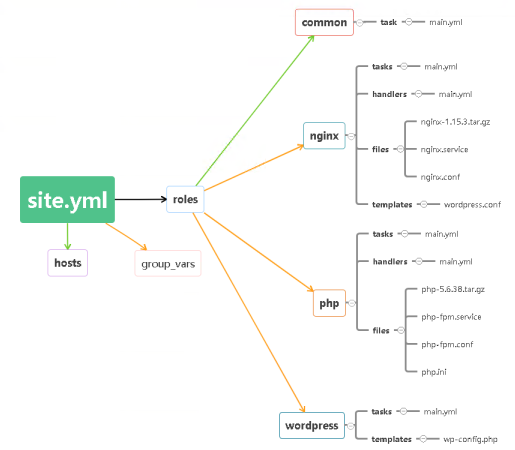 common
task
main.yml
tasks
main.yml
handlers
main.yml
nginx
files
nginx-1.15.3.tar.gz
nginx.service
nginx.conf
templates
wordpress.conf
site.yml
roles
hosts
group_vars
tasks
main.yml
handlers
main.yml
php
files
php-5.6.38.tar.gz
php-fpm.service
php-fpm.conf
php.ini
wordpress
tasks
main.yml
templates
wp-config.php